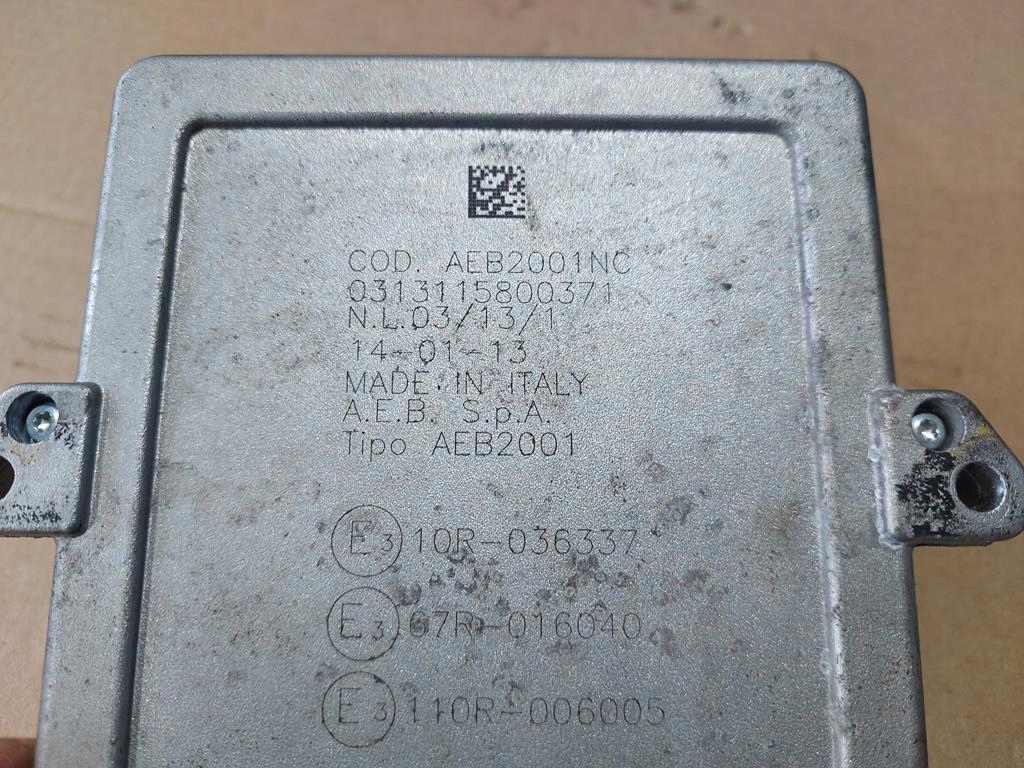 COD. AEB2001NC
0313115800371
N.L.03/13/1
14-01-13
MADE IN ITALY
A.E.B. S.p.A.
Tipo AEB2001
E3 10R-036337
E3 67R-016040
E3 110R-006005